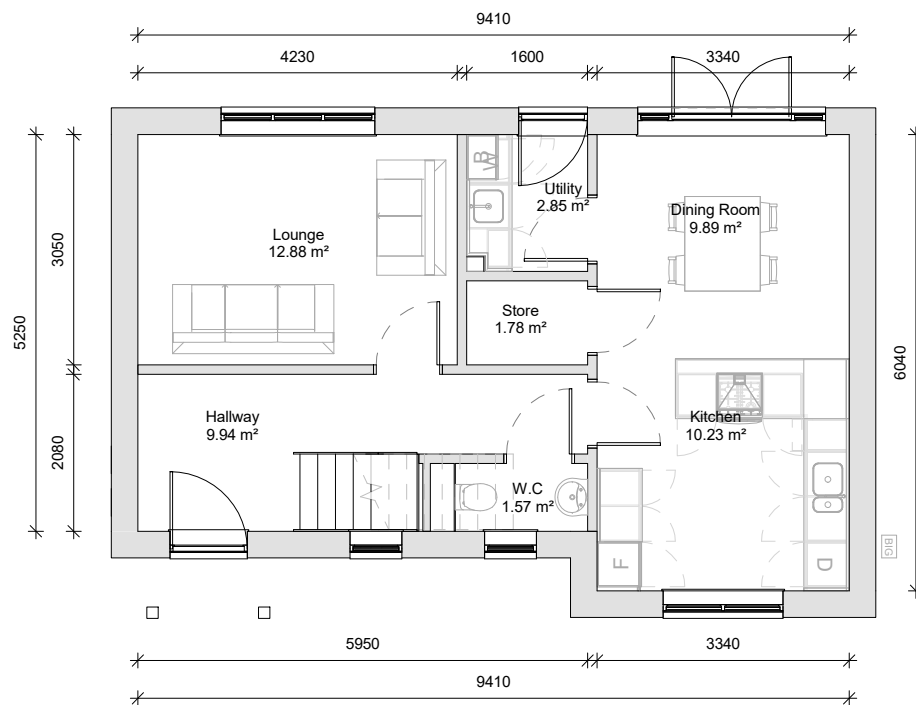 9410
4230
1600
3340
5250
3050
2080
6040
Lounge
12.88 m²
AB
Utility
2.85 m²
Dining Room
9.89 m²
Store
1.78 m²
Hallway
9.94 m²
Kitchen
10.23 m²
W.C
1.57 m²
F
D
BIG
5950
3340
9410